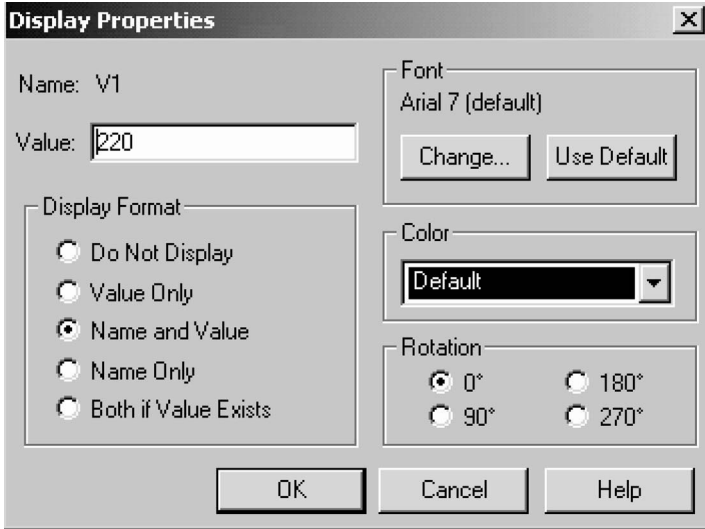 Display Properties
Name: V1
Value: 220
Display Format
Do Not Display
Value Only
Name and Value
Name Only
Both if Value Exists
Font
Arial 7 (default)
Change... Use Default
Color
Default
Rotation
0° 180°
90° 270°
OK Cancel Help